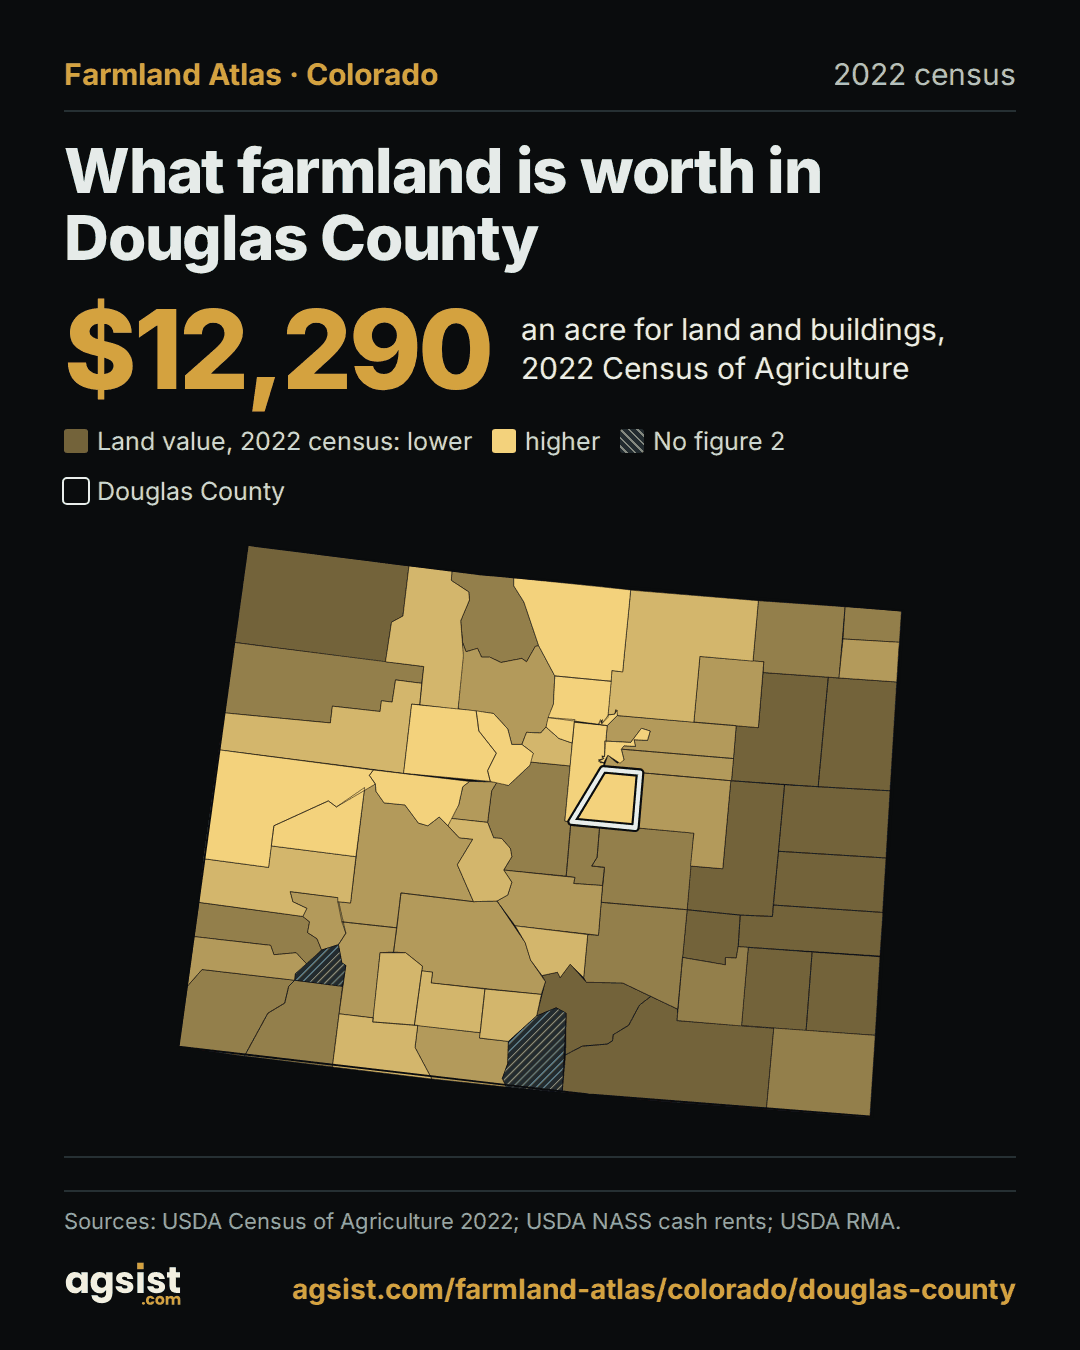 Farmland Atlas · Colorado
2022 census
What farmland is worth in
Douglas County
$12,290
an acre for land and buildings,
2022 Census of Agriculture
Land value, 2022 census: lower
higher
No figure 2
Douglas County
Sources: USDA Census of Agriculture 2022; USDA NASS cash rents; USDA RMA.
agsist
.com
agsist.com/farmland-atlas/colorado/douglas-county